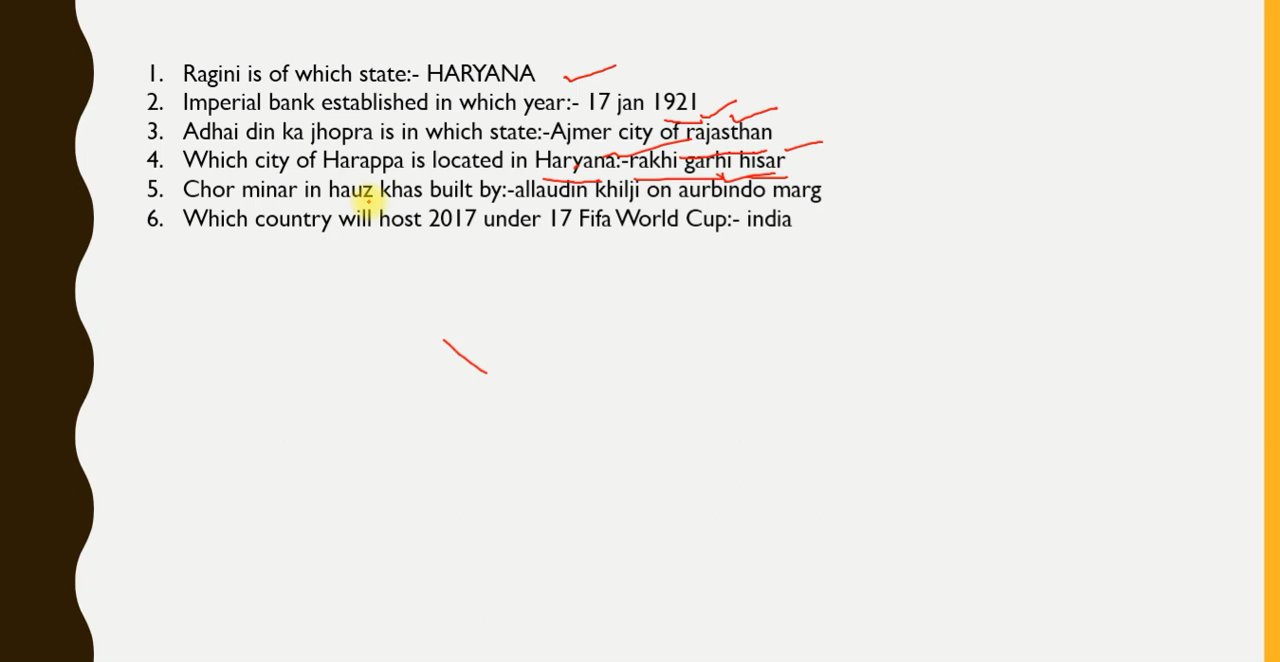 1. Ragini is of which state:- HARYANA
2. Imperial bank established in which year:- 17 jan 1921
3. Adhai din ka jhopra is in which state:-Ajmer city of rajasthan
4. Which city of Harappa is located in Haryana:-rakhi garhi hisar
5. Chor minar in hauz khas built by:-allaudin khilji on aurbindo marg
6. Which country will host 2017 under 17 Fifa World Cup:- india